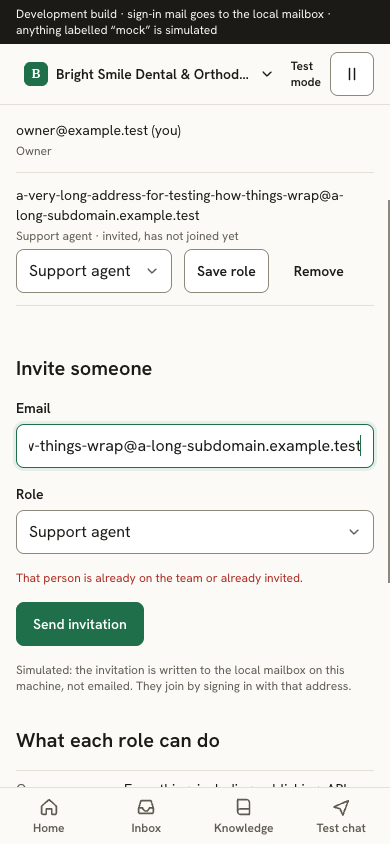 Development build · sign-in mail goes to the local mailbox ·
anything labelled “mock” is simulated
B
Bright Smile Dental & Orthod…
Test
mode
owner@example.test (you)
Owner
a-very-long-address-for-testing-how-things-wrap@a-
long-subdomain.example.test
Support agent · invited, has not joined yet
Support agent
Save role
Remove
Invite someone
Email
-things-wrap@a-long-subdomain.example.test
Role
Support agent
That person is already on the team or already invited.
Send invitation
Simulated: the invitation is written to the local mailbox on this
machine, not emailed. They join by signing in with that address.
What each role can do
Home
Inbox
Knowledge
Test chat